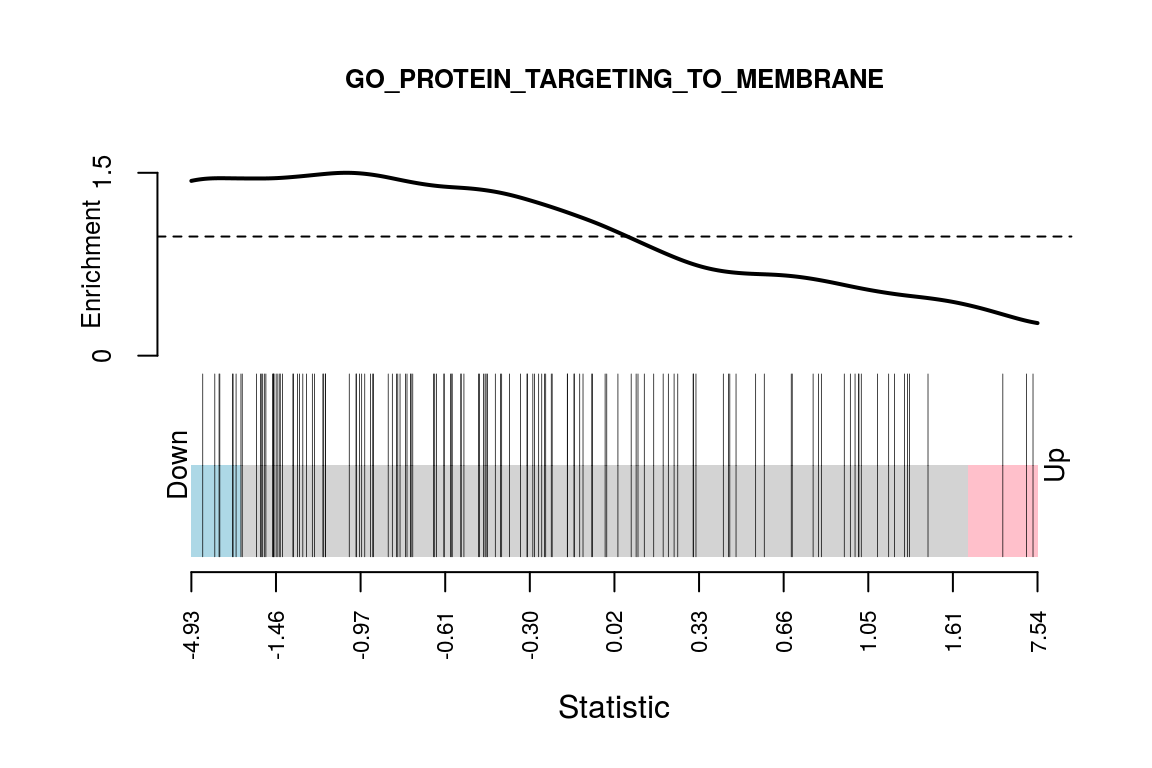 GO_PROTEIN_TARGETING_TO_MEMBRANE
1.5
Enrichment
0
Down
Up
-4.93 -1.46 -0.97 -0.61 -0.30 0.02 0.33 0.66 1.05 1.61 7.54
Statistic